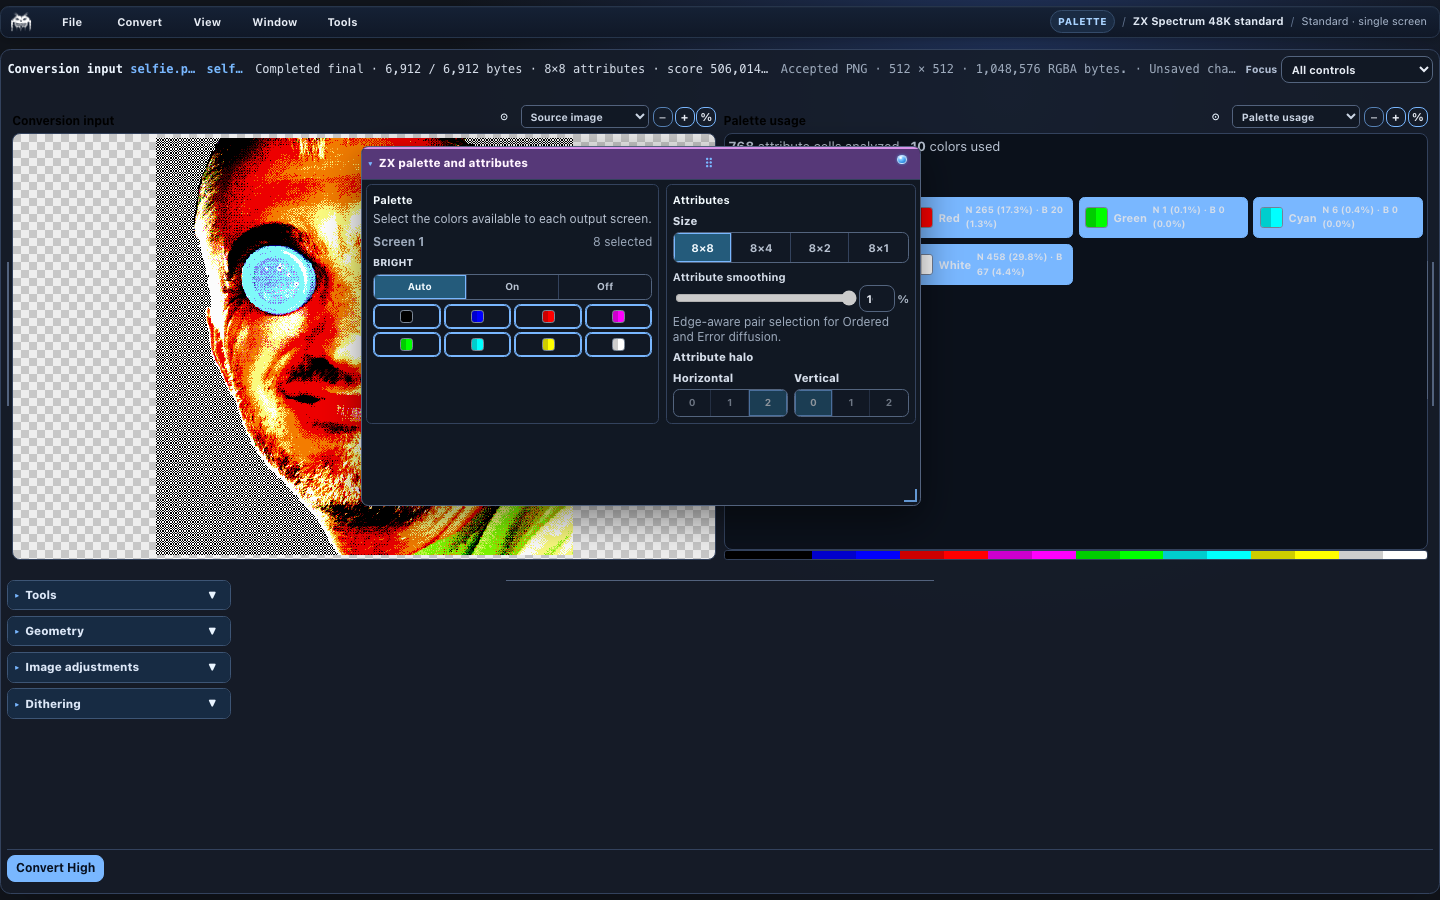 File Convert View Window Tools PALETTE / ZX Spectrum 48K standard / Standard · single screen
Conversion input selfie.p… self… Completed final · 6,912 / 6,912 bytes · 8×8 attributes · score 506,014… Accepted PNG · 512 × 512 · 1,048,576 RGBA bytes. · Unsaved cha… Focus All controls
Conversion input Source image − + %
Palette usage Palette usage − + %
768 attribute cells analyzed · 10 colors used
Red N 265 (17.3%) · B 20 (1.3%)
Green N 1 (0.1%) · B 0 (0.0%)
Cyan N 6 (0.4%) · B 0 (0.0%)
White N 458 (29.8%) · B 67 (4.4%)
ZX palette and attributes
Palette
Select the colors available to each output screen.
Screen 1 8 selected
BRIGHT
Auto On Off
Attributes
Size
8×8 8×4 8×2 8×1
Attribute smoothing
1 %
Edge-aware pair selection for Ordered
and Error diffusion.
Attribute halo
Horizontal Vertical
0 1 2 0 1 2
Tools
Geometry
Image adjustments
Dithering
Convert High